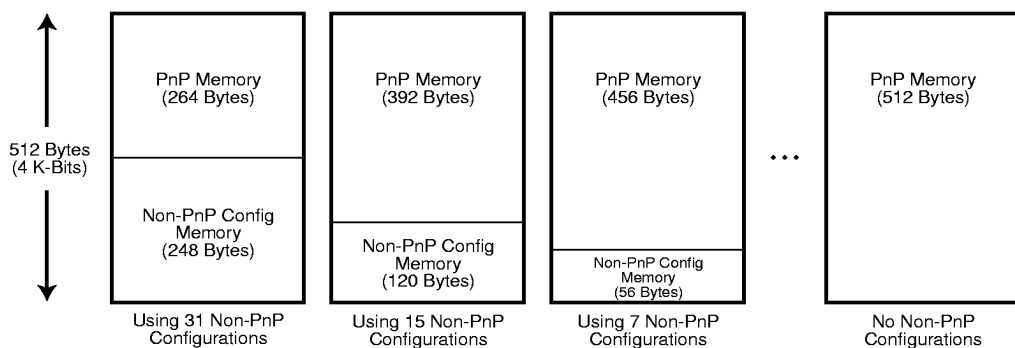 512 Bytes
(4 K-Bits)
PnP Memory
(264 Bytes)
Non-PnP Config
Memory
(248 Bytes)
Using 31 Non-PnP
Configurations
PnP Memory
(392 Bytes)
Non-PnP Config
Memory
(120 Bytes)
Using 15 Non-PnP
Configurations
PnP Memory
(456 Bytes)
Non-PnP Config
Memory
(56 Bytes)
Using 7 Non-PnP
Configurations
...
PnP Memory
(512 Bytes)
No Non-PnP
Configurations